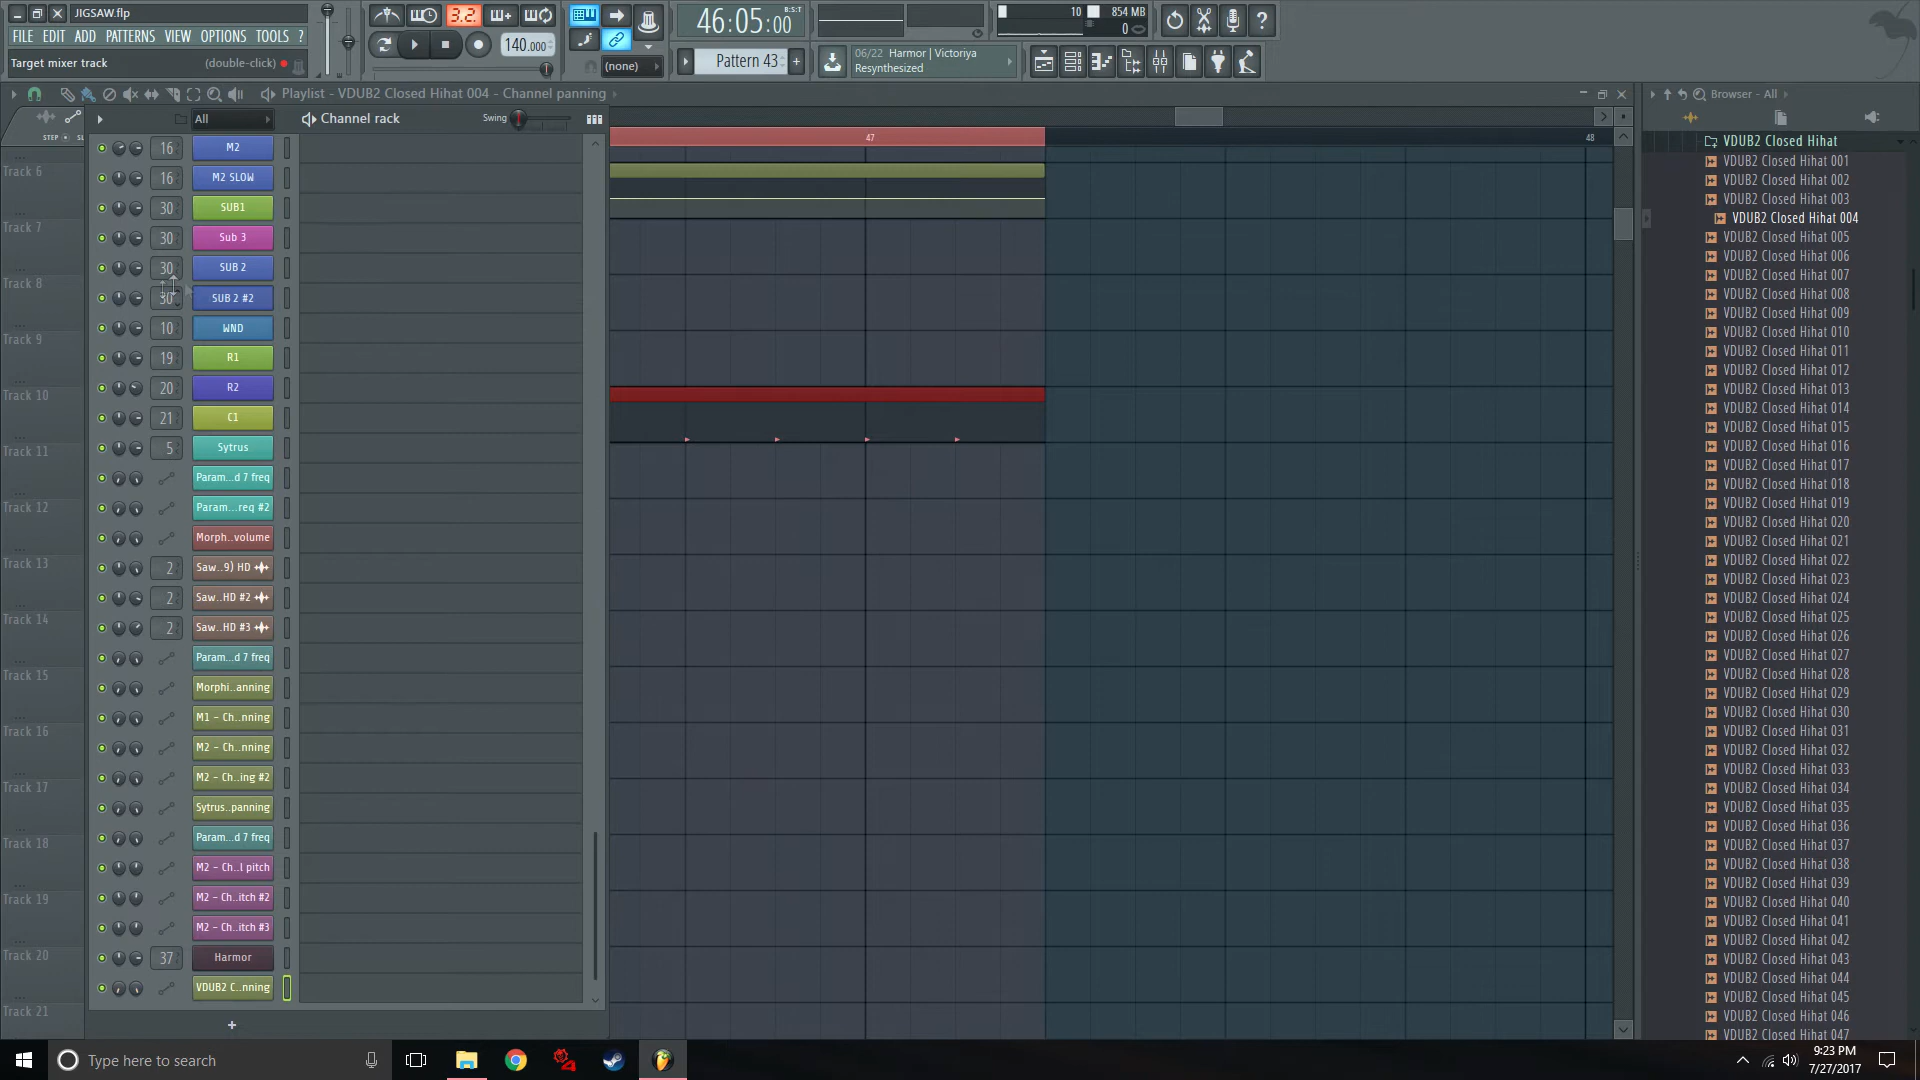 JIGSAW.flp
FILE EDIT ADD PATTERNS VIEW OPTIONS TOOLS ?
Target mixer track (double-click)
3.2.
140.000
46:05:00
B:S:T
(none)
Pattern 43
10
854 MB
0
06/22 Harmor | Victoriya
Resynthesized
Playlist - VDUB2 Closed Hihat 004 - Channel panning
STEP
All
Channel rack
Swing
47
48
Browser - All
Track 6
Track 7
Track 8
Track 9
Track 10
Track 11
Track 12
Track 13
Track 14
Track 15
Track 16
Track 17
Track 18
Track 19
Track 20
Track 21
16 M2
16 M2 SLOW
30 SUB1
30 Sub 3
30 SUB 2
30 SUB 2 #2
10 WND
19 R1
20 R2
21 C1
5 Sytrus
Param...d 7 freq
Param...req #2
Morph..volume
2 Saw..9) HD
2 Saw..HD #2
2 Saw..HD #3
Param...d 7 freq
Morphi..anning
M1 - Ch..nning
M2 - Ch..nning
M2 - Ch..ing #2
Sytrus..panning
Param...d 7 freq
M2 - Ch..l pitch
M2 - Ch..itch #2
M2 - Ch..itch #3
37 Harmor
VDUB2 C..nning
+
VDUB2 Closed Hihat
VDUB2 Closed Hihat 001
VDUB2 Closed Hihat 002
VDUB2 Closed Hihat 003
VDUB2 Closed Hihat 004
VDUB2 Closed Hihat 005
VDUB2 Closed Hihat 006
VDUB2 Closed Hihat 007
VDUB2 Closed Hihat 008
VDUB2 Closed Hihat 009
VDUB2 Closed Hihat 010
VDUB2 Closed Hihat 011
VDUB2 Closed Hihat 012
VDUB2 Closed Hihat 013
VDUB2 Closed Hihat 014
VDUB2 Closed Hihat 015
VDUB2 Closed Hihat 016
VDUB2 Closed Hihat 017
VDUB2 Closed Hihat 018
VDUB2 Closed Hihat 019
VDUB2 Closed Hihat 020
VDUB2 Closed Hihat 021
VDUB2 Closed Hihat 022
VDUB2 Closed Hihat 023
VDUB2 Closed Hihat 024
VDUB2 Closed Hihat 025
VDUB2 Closed Hihat 026
VDUB2 Closed Hihat 027
VDUB2 Closed Hihat 028
VDUB2 Closed Hihat 029
VDUB2 Closed Hihat 030
VDUB2 Closed Hihat 031
VDUB2 Closed Hihat 032
VDUB2 Closed Hihat 033
VDUB2 Closed Hihat 034
VDUB2 Closed Hihat 035
VDUB2 Closed Hihat 036
VDUB2 Closed Hihat 037
VDUB2 Closed Hihat 038
VDUB2 Closed Hihat 039
VDUB2 Closed Hihat 040
VDUB2 Closed Hihat 041
VDUB2 Closed Hihat 042
VDUB2 Closed Hihat 043
VDUB2 Closed Hihat 044
VDUB2 Closed Hihat 045
VDUB2 Closed Hihat 046
VDUB2 Closed Hihat 047
Type here to search
9:23 PM
7/27/2017